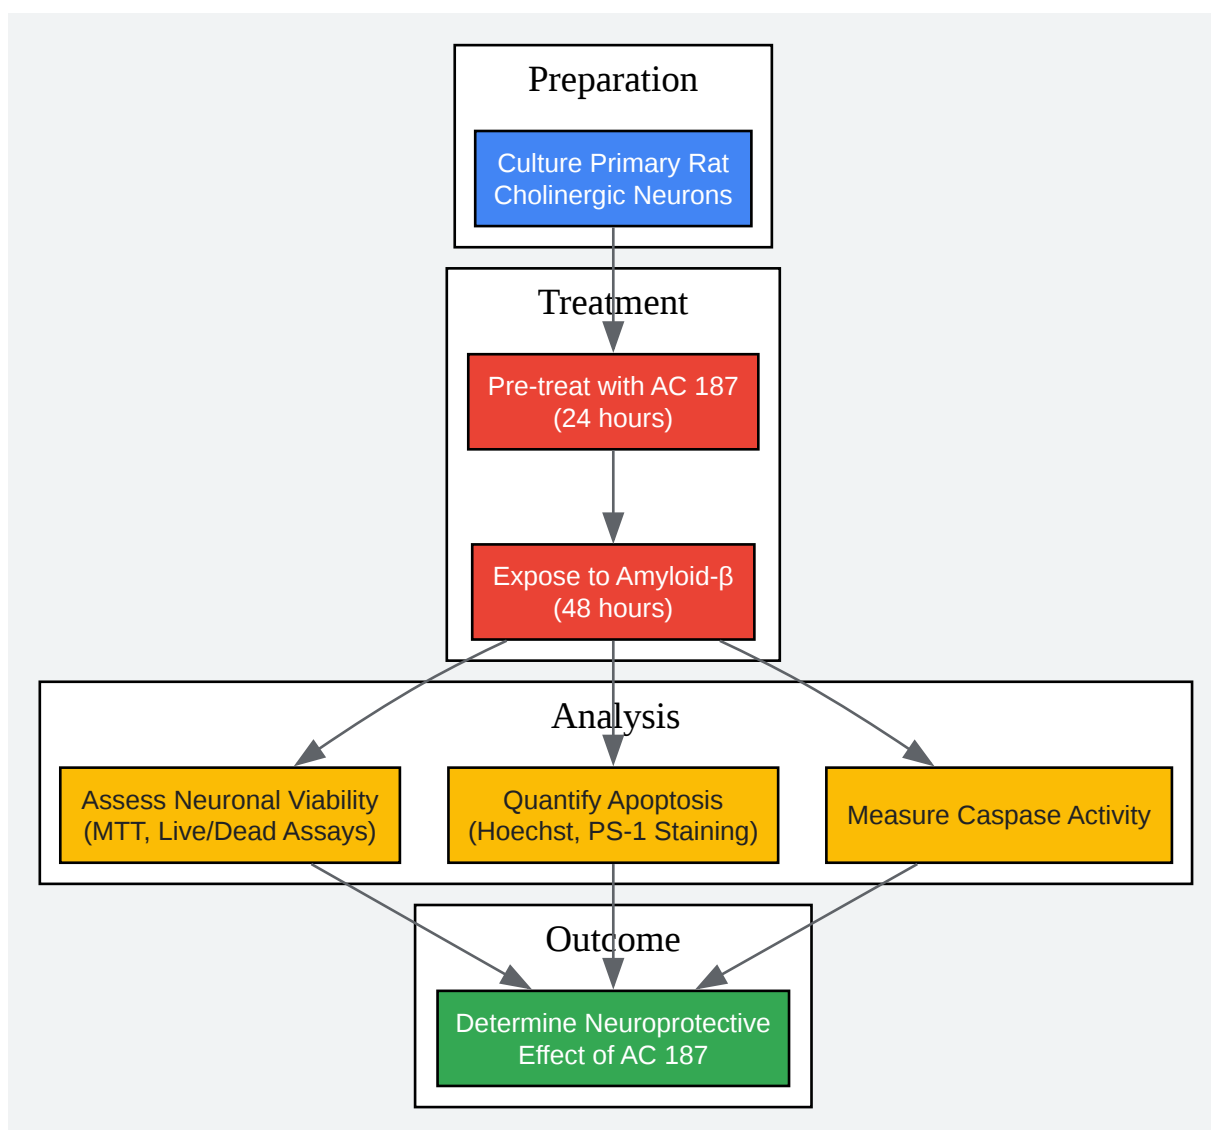 Preparation
Culture Primary Rat
Cholinergic Neurons
Treatment
Pre-treat with AC 187
(24 hours)
Expose to Amyloid-β
(48 hours)
Analysis
Assess Neuronal Viability
(MTT, Live/Dead Assays)
Quantify Apoptosis
(Hoechst, PS-1 Staining)
Measure Caspase Activity
Outcome
Determine Neuroprotective
Effect of AC 187